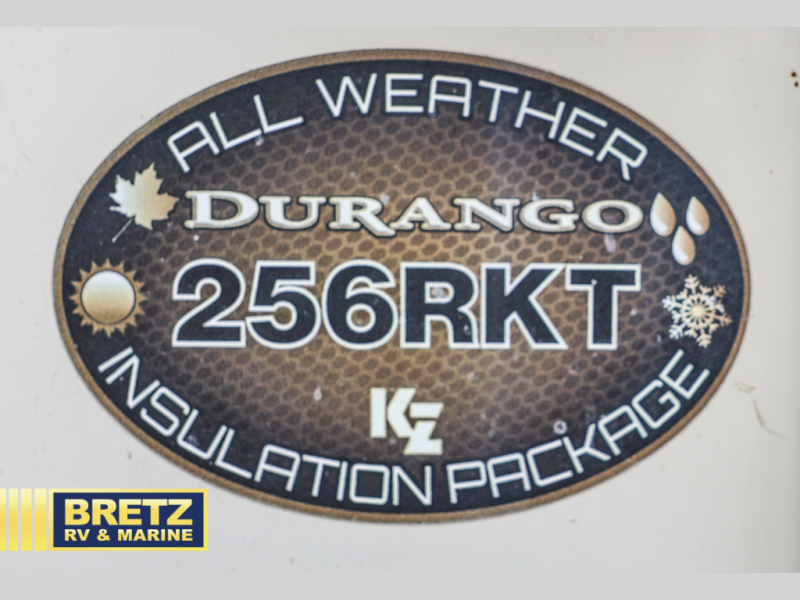 ALL WEATHER
DURANGO
256RKT
KZ
INSULATION PACKAGE
BRETZ
RV & MARINE